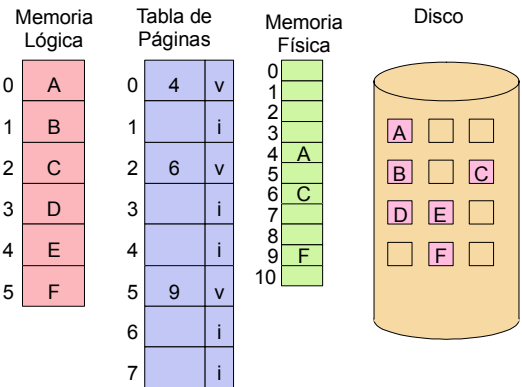 Memoria Lógica
0 A
1 B
2 C
3 D
4 E
5 F
Tabla de Páginas
0 4 v
1 i
2 6 v
3 i
4 i
5 9 v
6 i
7 i
Memoria Física
0
1
2
3
4 A
5
6 C
7
8
9 F
10
Disco
A
B C
D E
F